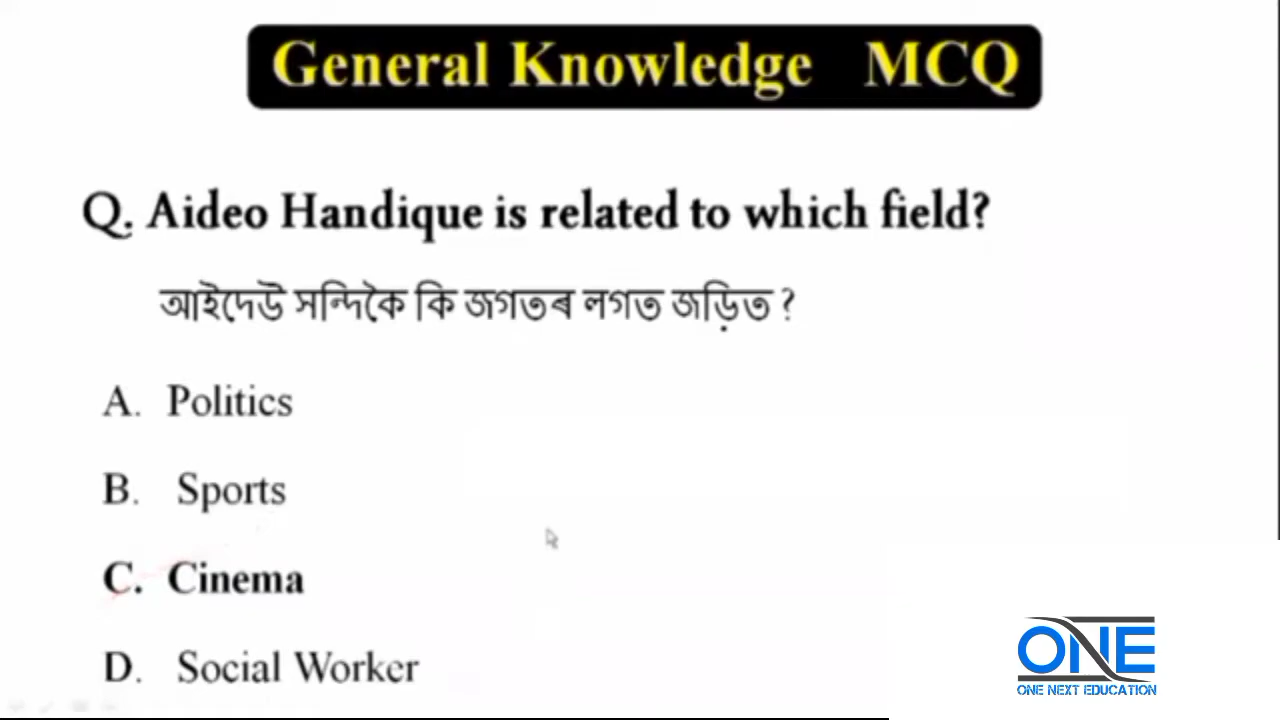 General Knowledge MCQ
Q. Aideo Handique is related to which field?
আইদেউ সন্দিকৈ কি জগতৰ লগত জড়িত ?
A. Politics
B. Sports
C. Cinema
D. Social Worker
ONE
ONE NEXT EDUCATION